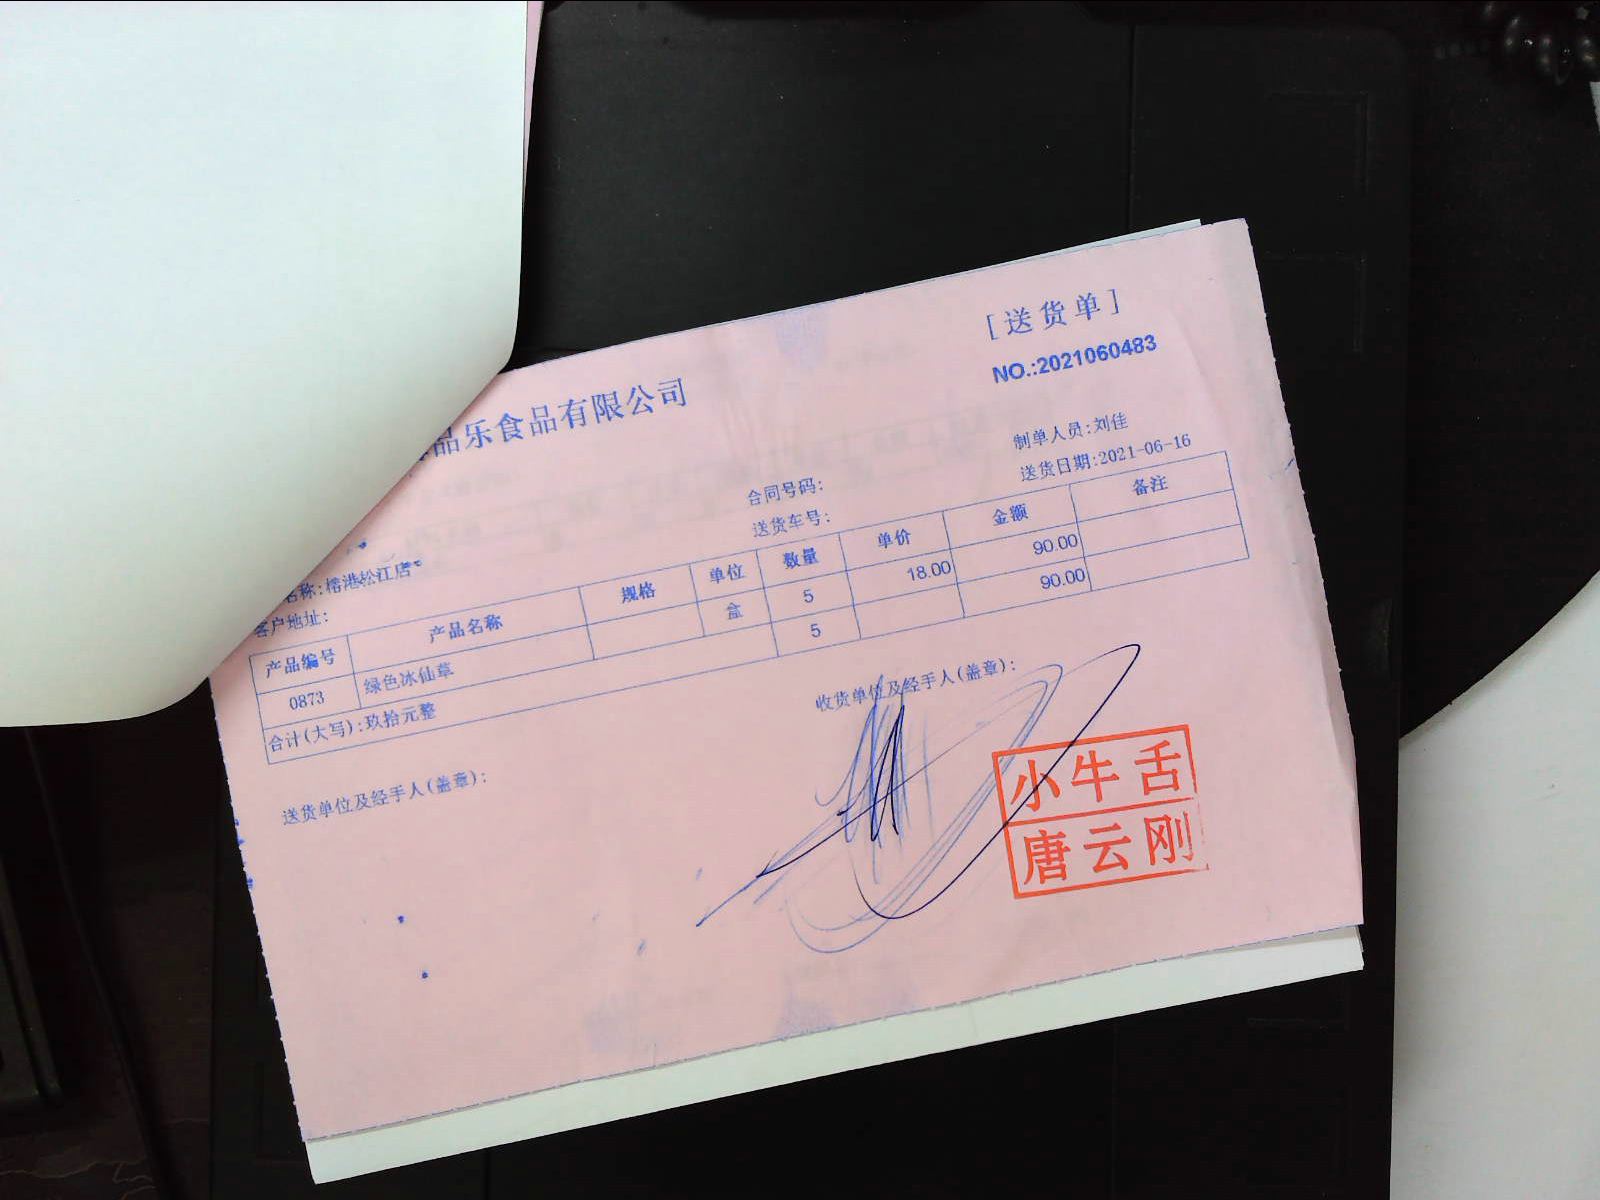 [送货单]
NO.:2021060483
品乐食品有限公司
制单人员:刘佳
合同号码:
送货日期:2021-06-16
送货车号:
名称:榕港松江店
客户地址:
产品编号 产品名称 规格 单位 数量 单价 金额 备注
0873 绿色冰仙草 盒 5 18.00 90.00
合计(大写):玖拾元整 5 90.00
送货单位及经手人(盖章):
收货单位及经手人(盖章):
小牛舌
唐云刚